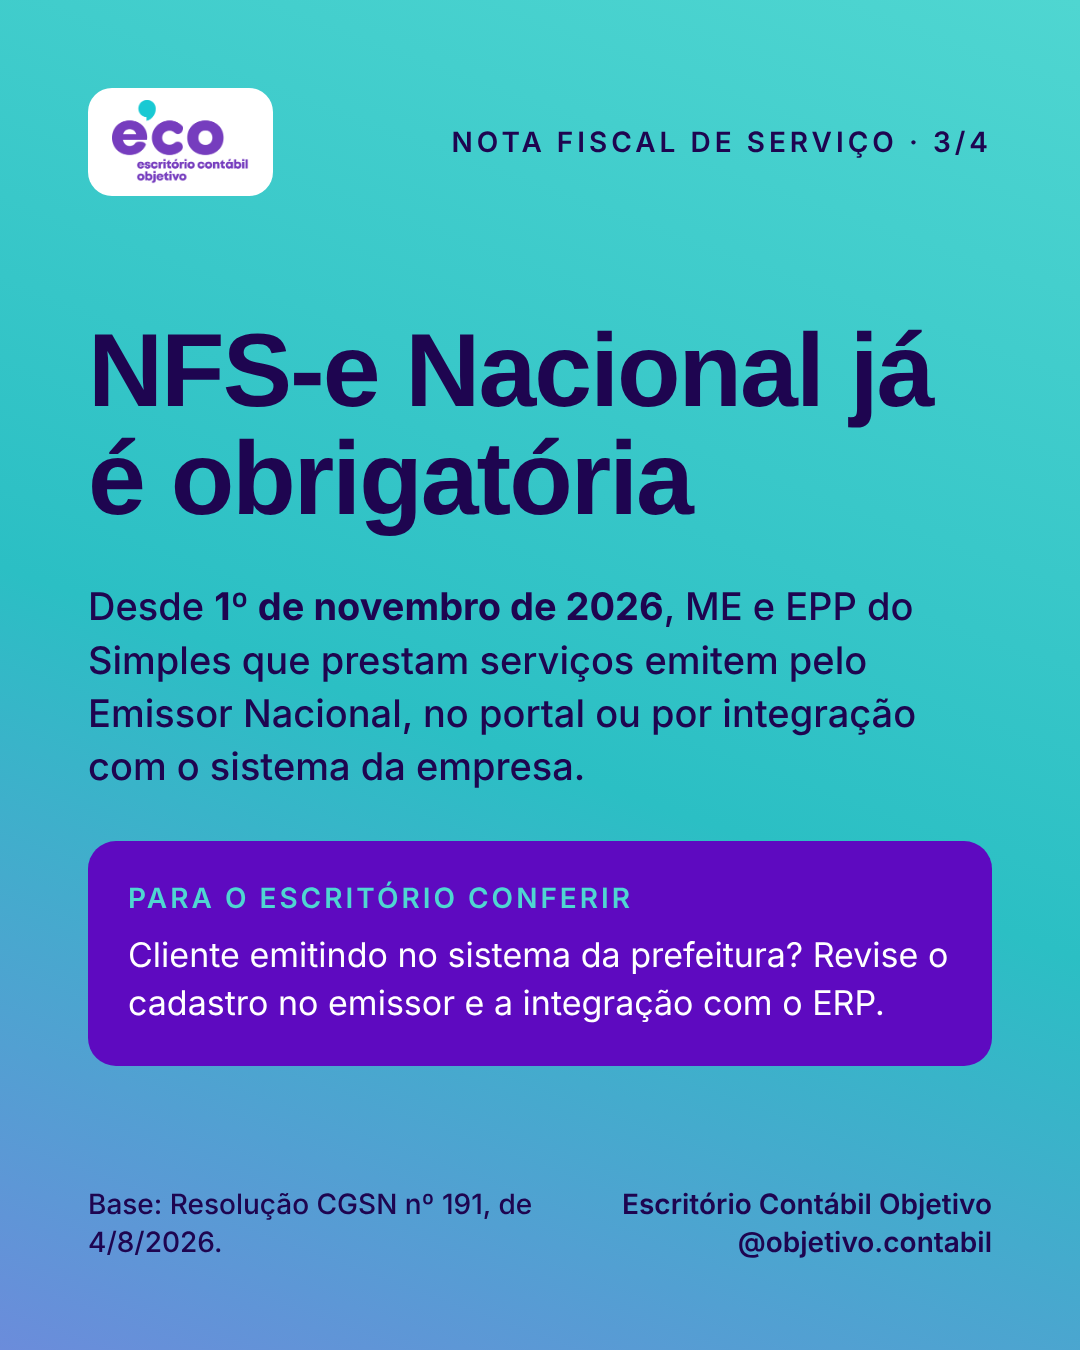 eco
escritório contábil
objetivo
NOTA FISCAL DE SERVIÇO · 3/4
NFS-e Nacional já
é obrigatória
Desde 1º de novembro de 2026, ME e EPP do
Simples que prestam serviços emitem pelo
Emissor Nacional, no portal ou por integração
com o sistema da empresa.
PARA O ESCRITÓRIO CONFERIR
Cliente emitindo no sistema da prefeitura? Revise o
cadastro no emissor e a integração com o ERP.
Base: Resolução CGSN nº 191, de
4/8/2026.
Escritório Contábil Objetivo
@objetivo.contabil